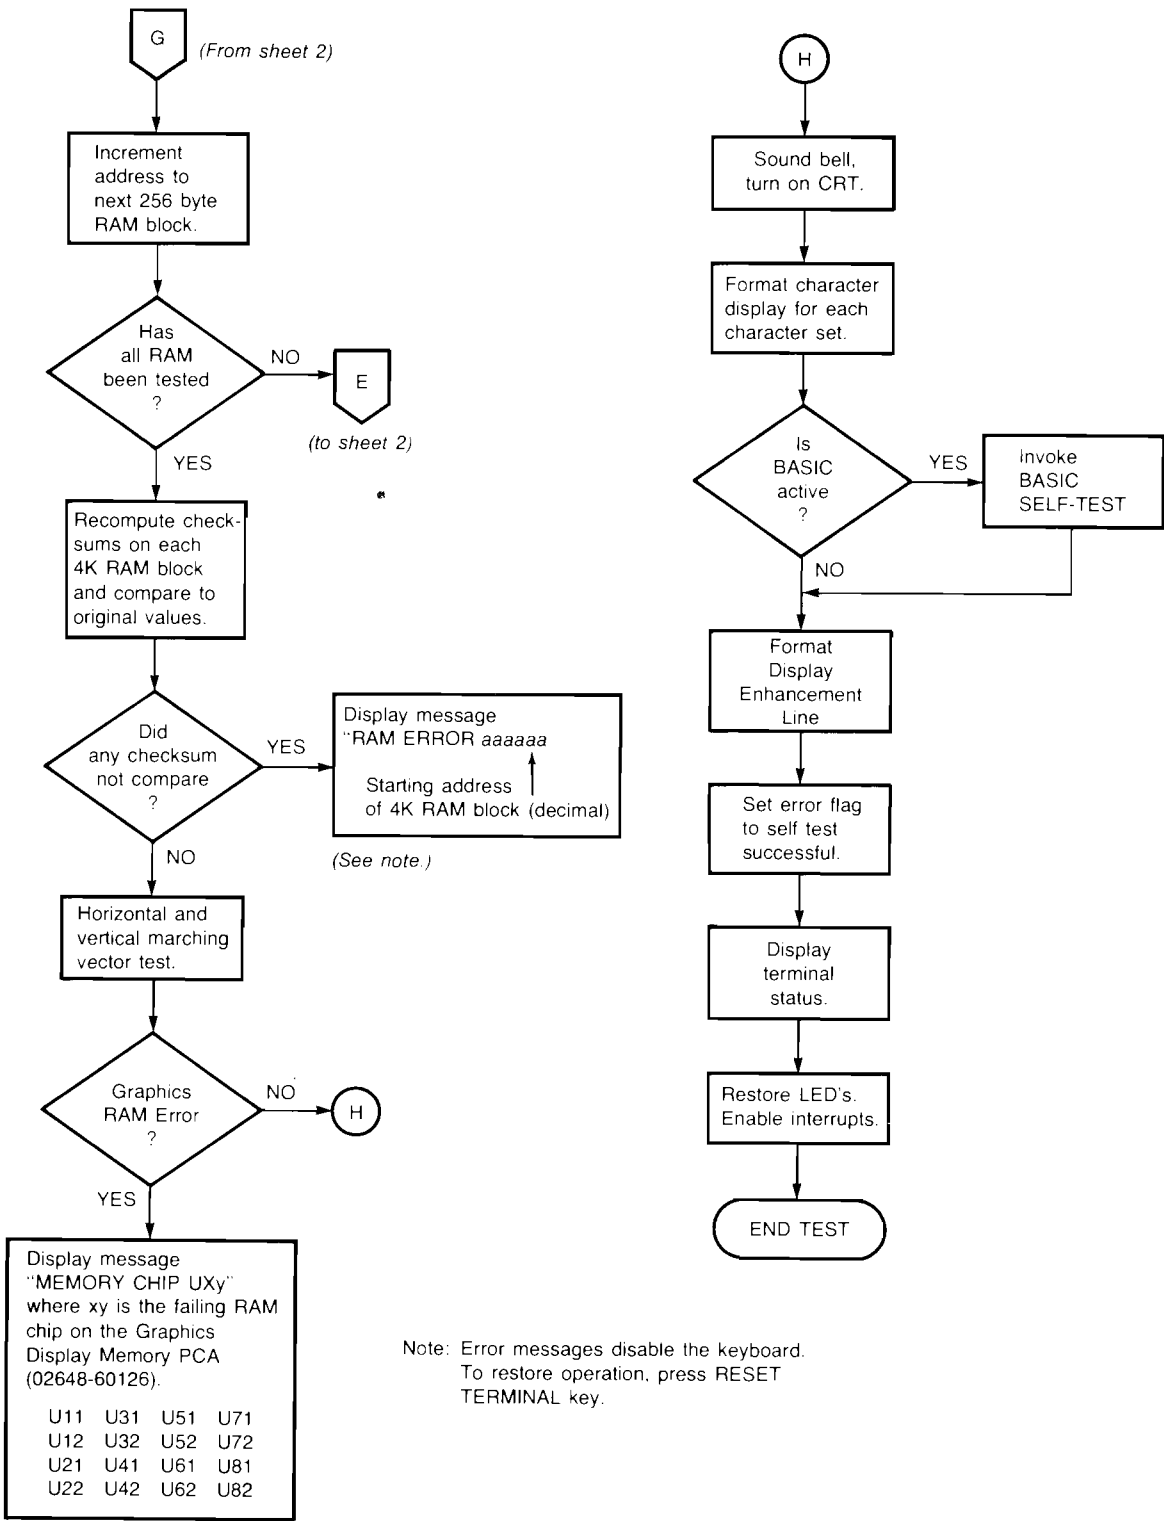 G
(From sheet 2)
Increment
address to
next 256 byte
RAM block.
Has
all RAM
been tested
?
NO
E
(to sheet 2)
YES
Recompute check-
sums on each
4K RAM block
and compare to
original values.
Did
any checksum
not compare
?
YES
Display message
"RAM ERROR aaaaaa
Starting address
of 4K RAM block (decimal)
(See note.)
NO
Horizontal and
vertical marching
vector test.
Graphics
RAM Error
?
NO
H
YES
Display message
"MEMORY CHIP UXy"
where xy is the failing RAM
chip on the Graphics
Display Memory PCA
(02648-60126).
U11 U31 U51 U71
U12 U32 U52 U72
U21 U41 U61 U81
U22 U42 U62 U82
H
Sound bell,
turn on CRT.
Format character
display for each
character set.
Is
BASIC
active
?
YES
Invoke
BASIC
SELF-TEST
NO
Format
Display
Enhancement
Line
Set error flag
to self test
successful.
Display
terminal
status.
Restore LED's.
Enable interrupts.
END TEST
Note: Error messages disable the keyboard.
To restore operation, press RESET
TERMINAL key.